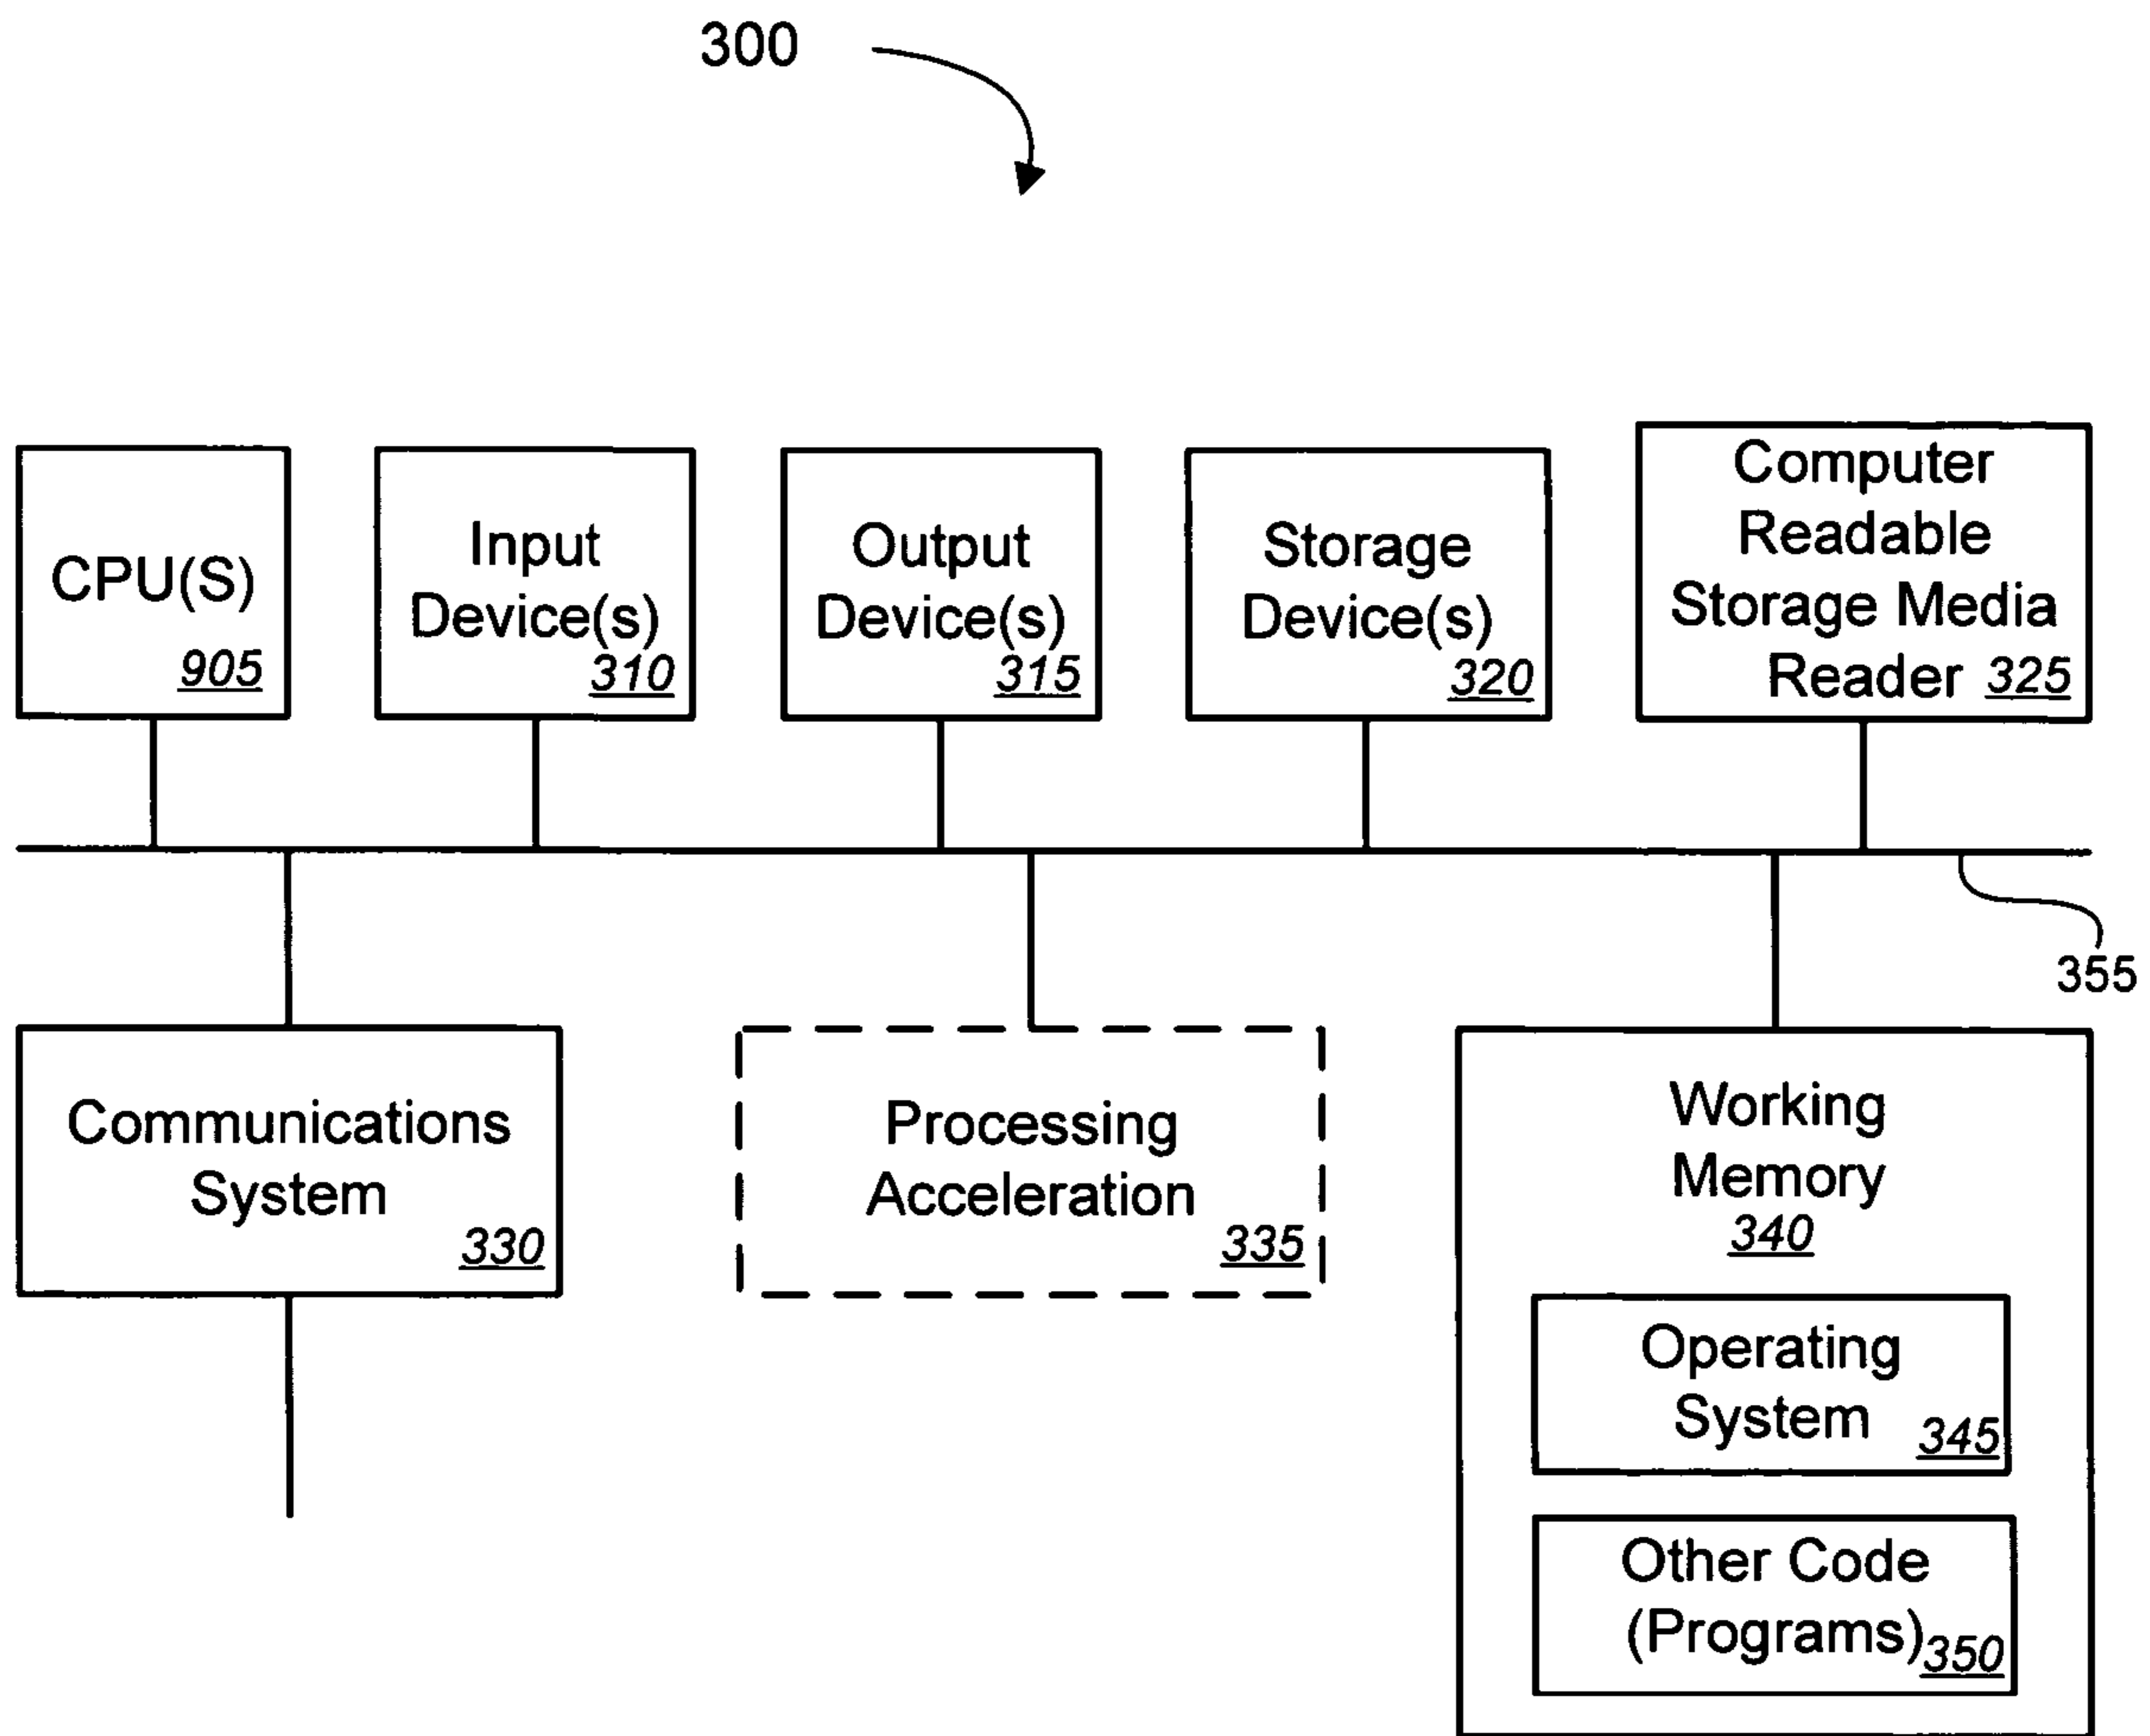 300
CPU(S)
905
Input
Device(s)
310
Output
Device(s)
315
Storage
Device(s)
320
Computer
Readable
Storage Media
Reader 325
355
Communications
System
330
Processing
Acceleration
335
Working
Memory
340
Operating
System
345
Other Code
(Programs)
350